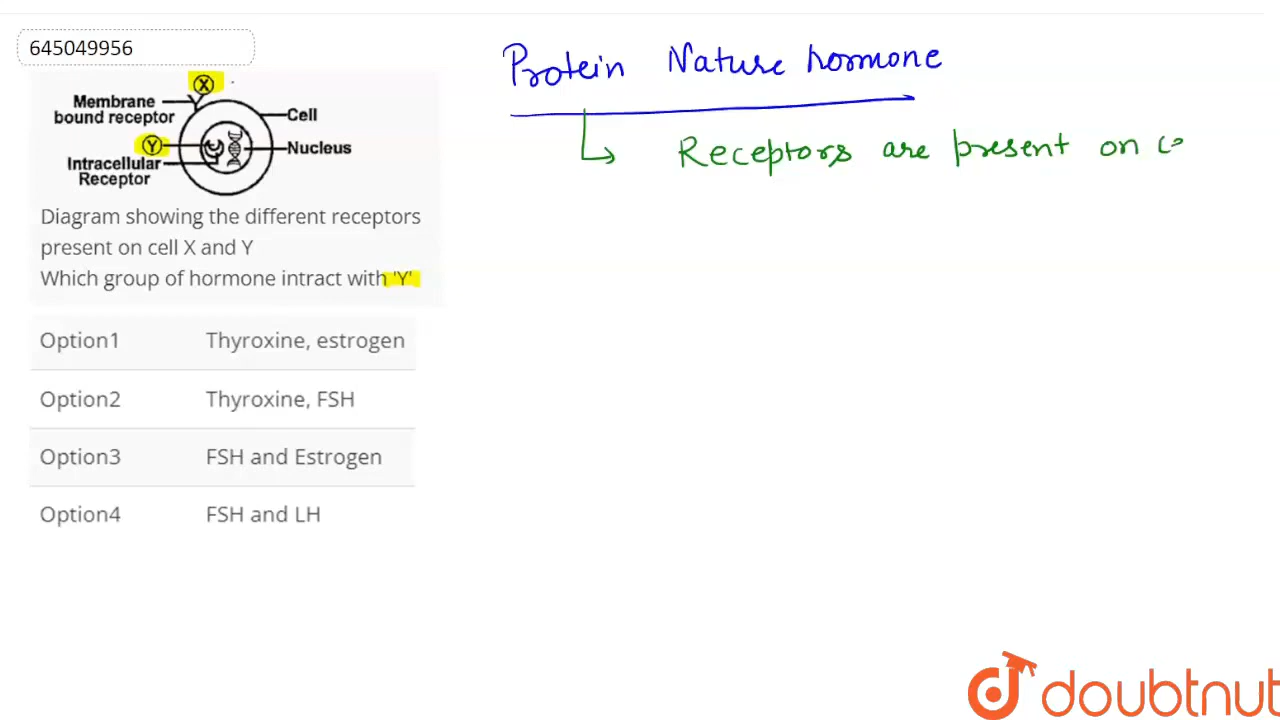 645049956
Protein Nature hormone
Receptors are present on
X
Membrane
bound receptor
Cell
Y
Nucleus
Intracellular
Receptor
Diagram showing the different receptors
present on cell X and Y
Which group of hormone intract with 'Y'
Option1 Thyroxine, estrogen
Option2 Thyroxine, FSH
Option3 FSH and Estrogen
Option4 FSH and LH
doubtnut